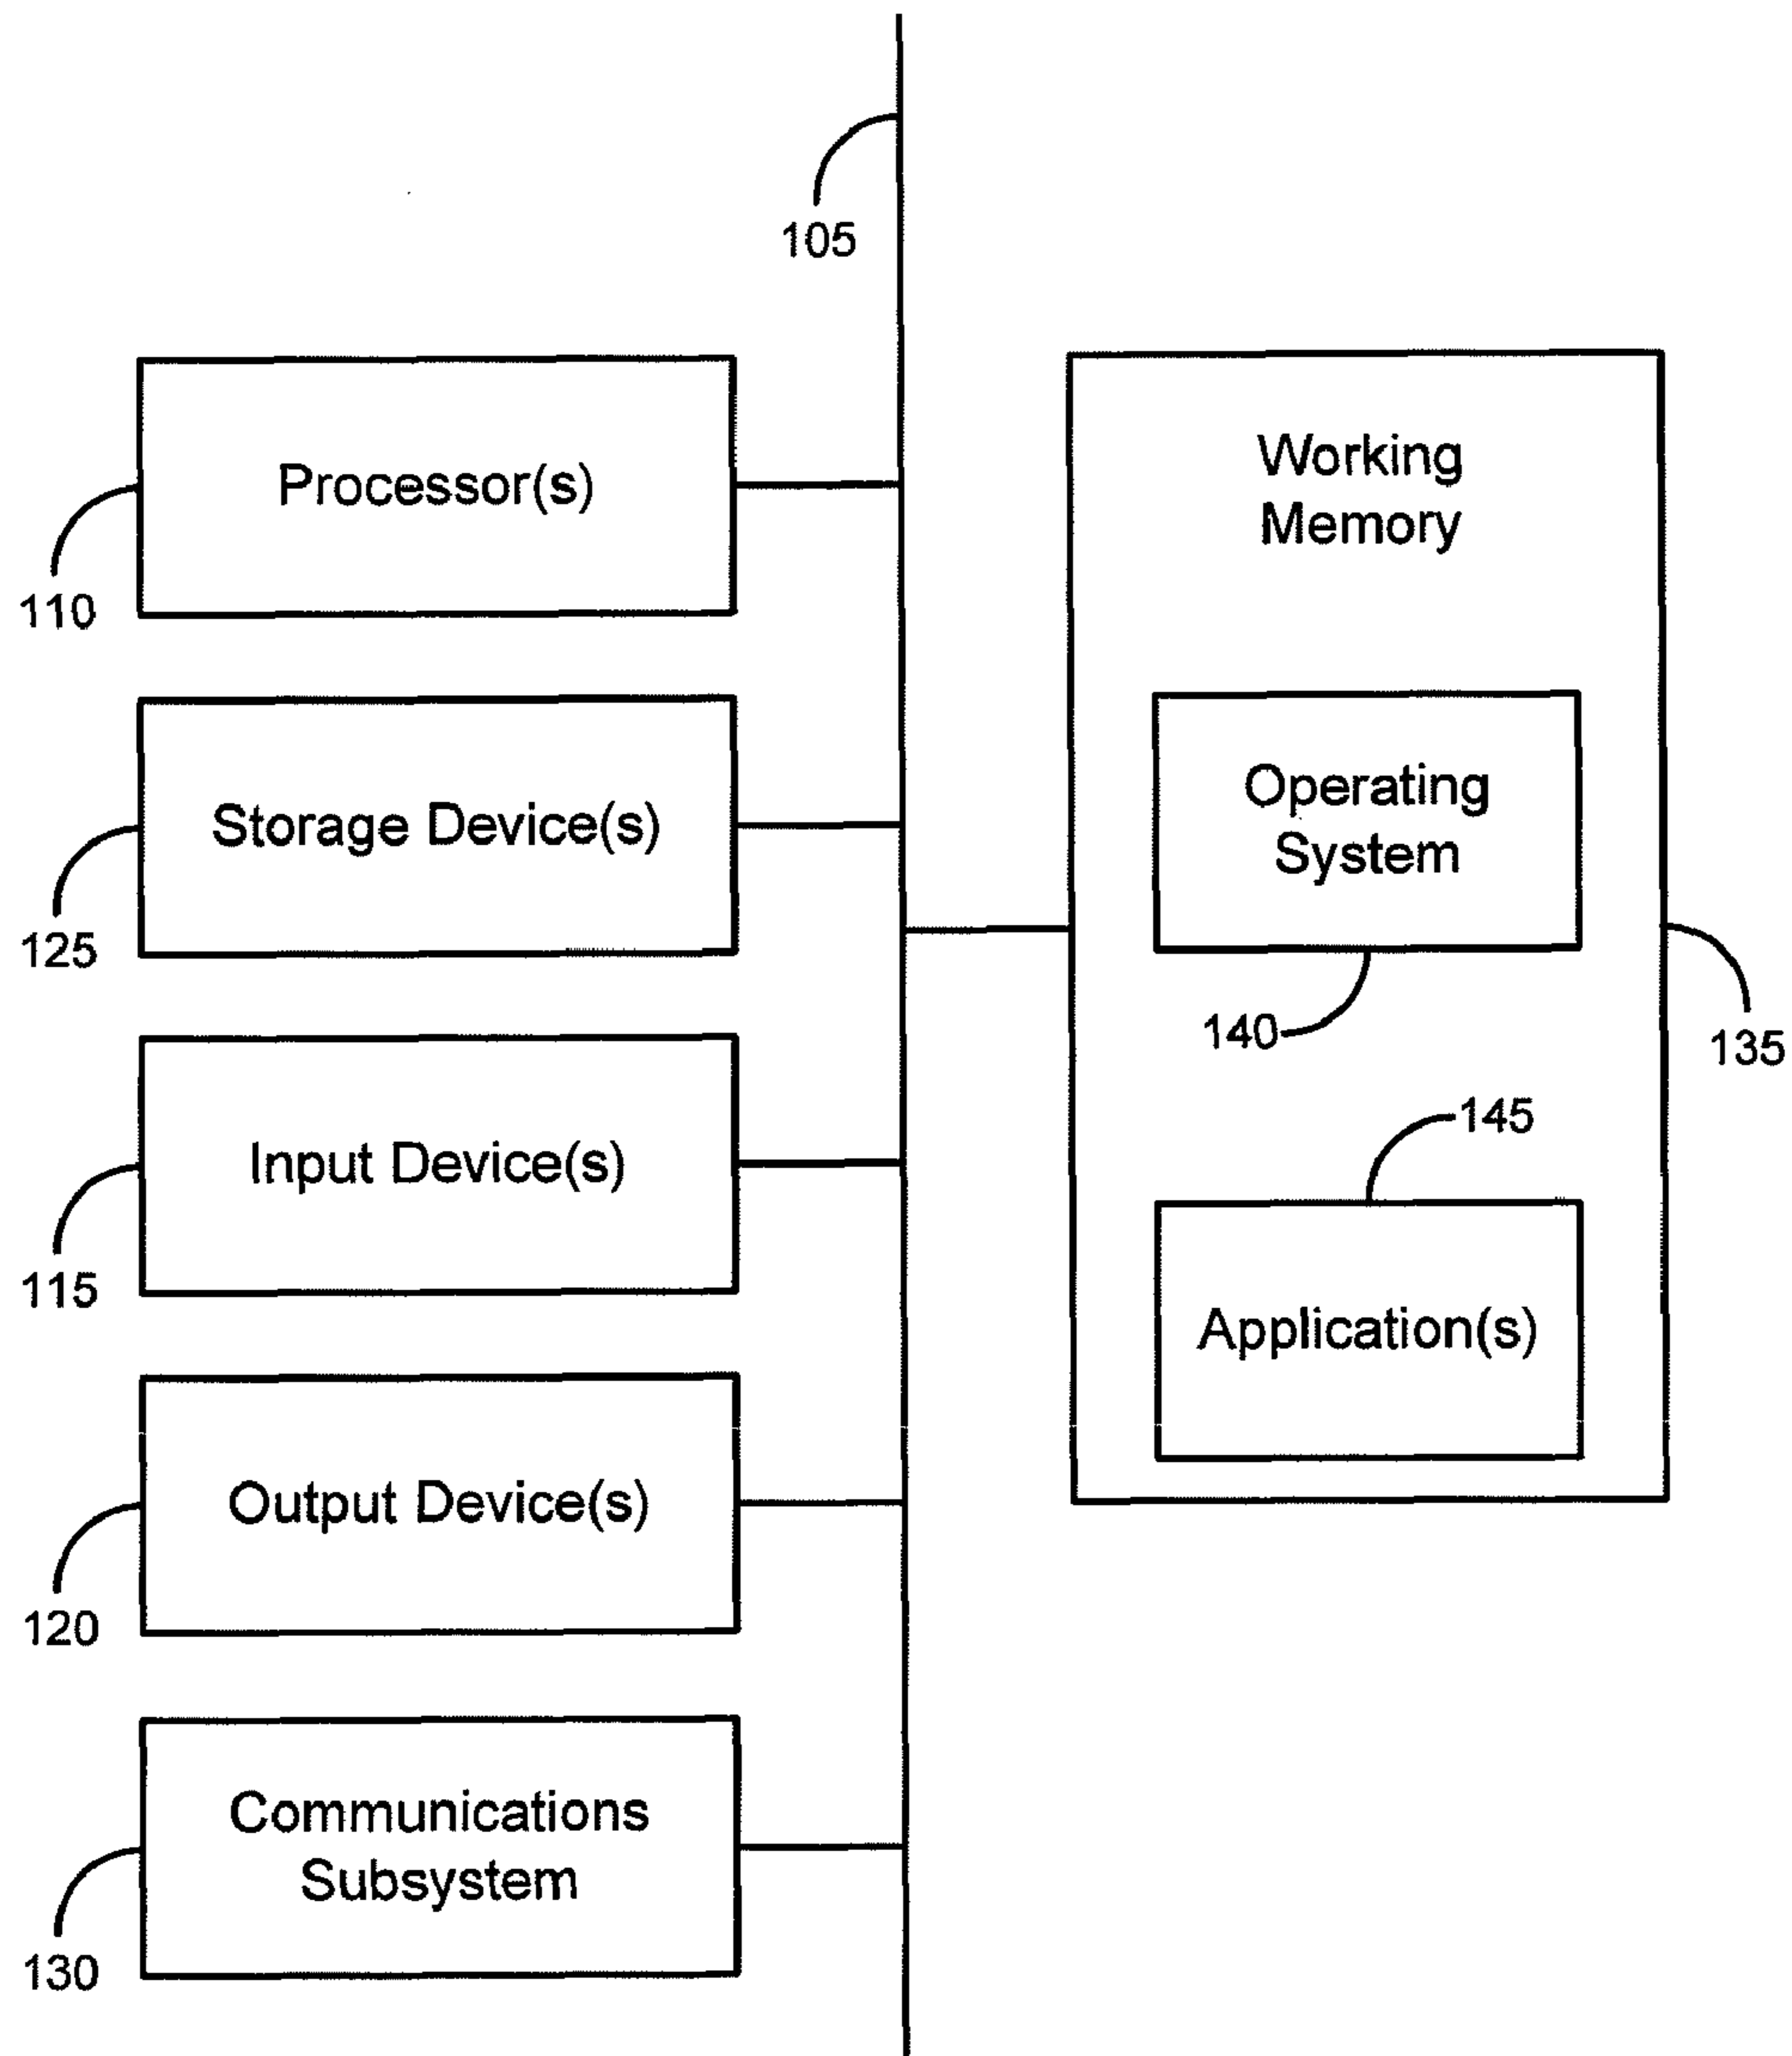 105
Processor(s)
110
Storage Device(s)
125
Input Device(s)
115
Output Device(s)
120
Communications
Subsystem
130
Working
Memory
Operating
System
140
135
145
Application(s)